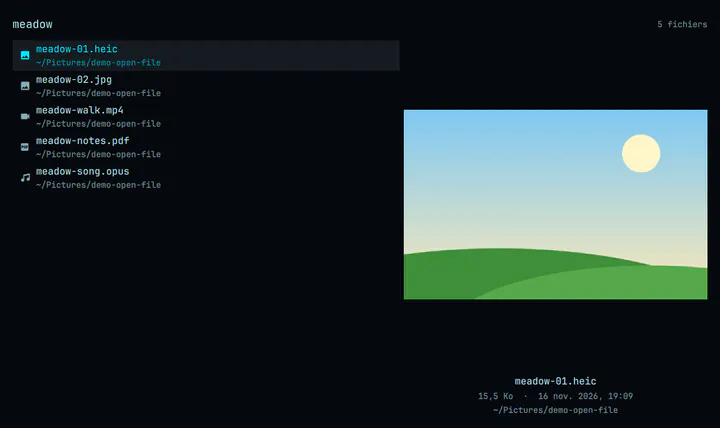 meadow
5 fichiers
meadow-01.heic
~/Pictures/demo-open-file
meadow-02.jpg
~/Pictures/demo-open-file
meadow-walk.mp4
~/Pictures/demo-open-file
meadow-notes.pdf
~/Pictures/demo-open-file
meadow-song.opus
~/Pictures/demo-open-file
meadow-01.heic
15,5 Ko · 16 nov. 2026, 19:09
~/Pictures/demo-open-file